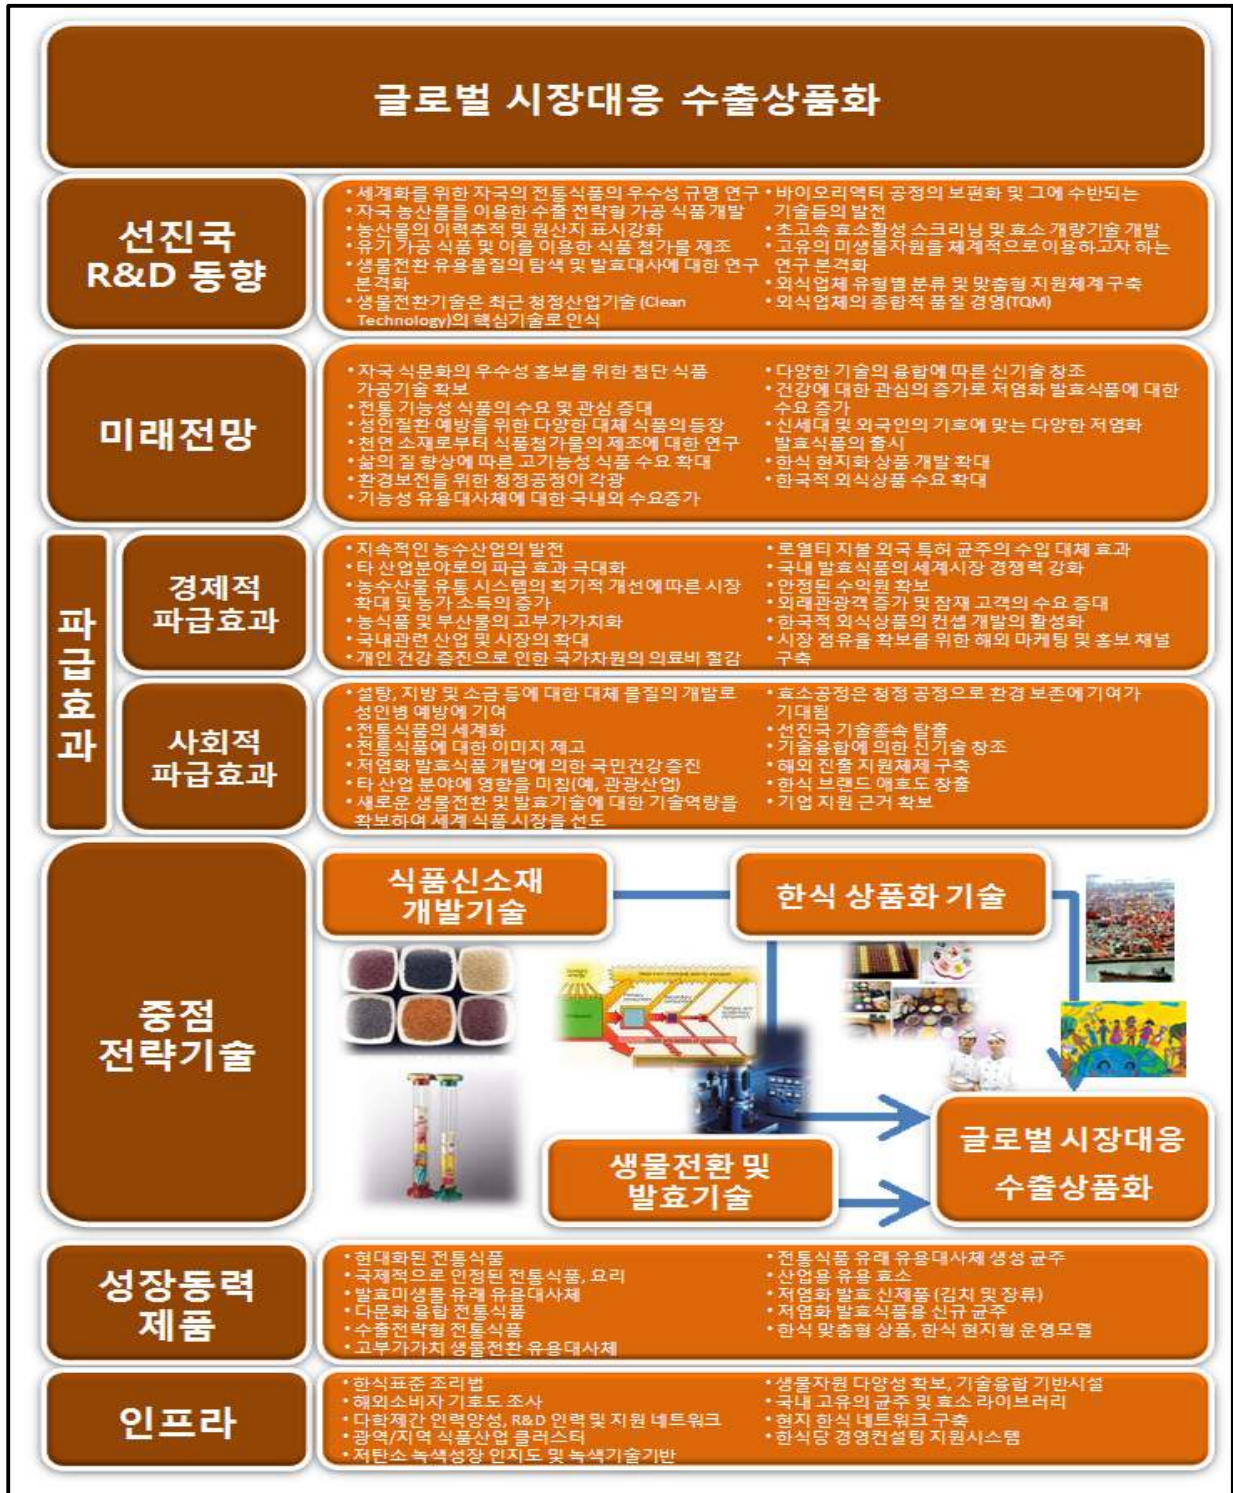 글로벌 시장대응 수출상품화
선진국
R&D 동향
• 세계화를 위한 자국의 전통식품의 우수성 규명 연구
• 자국 농산물을 이용한 수출 전략형 가공 식품 개발
• 농산물의 이력추적 및 원산지 표시강화
• 유기 가공 식품 및 이를 이용한 식품 첨가물 제조
• 생물전환 유용물질의 탐색 및 발효대사에 대한 연구
본격화
• 생물전환기술은 최근 청정산업기술 (Clean
Technology)의 핵심기술로 인식
• 바이오리액터 공정의 보편화 및 그에 수반되는
기술등의 발전
• 초고속 효소활성 스크리닝 및 효소 개량기술 개발
• 고유의 미생물자원을 체계적으로 이용하고자 하는
연구 본격화
• 외식업체 유형별 분류 및 맞춤형 지원체계 구축
• 외식업체의 종합적 품질 경영(TQM)
미래전망
• 자국 식문화의 우수성 홍보를 위한 첨단 식품
가공기술 확보
• 전통 기능성 식품의 수요 및 관심 증대
• 성인질환 예방을 위한 다양한 대체 식품의 등장
• 천연 소재로부터 식품첨가물의 제조에 대한 연구
• 삶의 질 향상에 따른 고기능성 식품 수요 확대
• 환경보전을 위한 청정공정이 각광
• 기능성 유용대사체에 대한 국내외 수요증가
• 다양한 기술의 융합에 따른 신기술 창조
• 건강에 대한 관심의 증가로 저염화 발효식품에 대한
수요 증가
• 신세대 및 외국인의 기호에 맞는 다양한 저염화
발효식품의 출시
• 한식 현지화 상품 개발 확대
• 한국적 외식상품 수요 확대
파급효과
경제적
파급효과
• 지속적인 농수산업의 발전
• 타 산업분야로의 파급 효과 극대화
• 농수산물 유통 시스템의 획기적 개선에 따른 시장
확대 및 농가 소득의 증가
• 농식품 및 부산물의 고부가가치화
• 국내관련 산업 및 시장의 확대
• 개인 건강 증진으로 인한 국가차원의 의료비 절감
• 로열티 지불 외국 특허 균주의 수입 대체 효과
• 국내 발효식품의 세계시장 경쟁력 강화
• 안정된 수익원 확보
• 외래관광객 증가 및 잠재 고객의 수요 증대
• 한국적 외식상품의 컨셉 개발의 활성화
• 시장 점유율 확보를 위한 해외 마케팅 및 홍보 채널
구축
사회적
파급효과
• 설탕, 지방 및 소금 등에 대한 대체 물질의 개발로
성인병 예방에 기여
• 전통식품의 세계화
• 전통식품에 대한 이미지 제고
• 저염화 발효식품 개발에 의한 국민건강 증진
• 타 산업 분야에 영향을 미침(예, 관광산업)
• 새로운 생물전환 및 발효기술에 대한 기술역량을
확보하여 세계 식품 시장을 선도
• 효소공정은 청정 공정으로 환경 보존에 기여가
기대됨
• 선진국 기술종속 탈출
• 기술융합에 의한 신기술 창조
• 해외 진출 지원체제 구축
• 한식 브랜드 애호도 창출
• 기업 지원 근거 확보
중점
전략기술
식품신소재
개발기술
한식 상품화 기술
생물전환 및
발효기술
글로벌 시장대응
수출상품화
성장동력
제품
• 현대화된 전통식품
• 국제적으로 인정된 전통식품, 요리
• 발효미생물 유래 유용대사체
• 다문화 융합 전통식품
• 수출전략형 전통식품
• 고부가가치 생물전환 유용대사체
• 전통식품 유래 유용대사체 생성 균주
• 산업용 유용 효소
• 저염화 발효 신제품 (김치 및 장류)
• 저염화 발효식품용 신규 균주
• 한식 맞춤형 상품, 한식 현지형 운영모델
인프라
• 한식표준 조리법
• 해외소비자 기호도 조사
• 다학제간 인력양성, R&D 인력 및 지원 네트워크
• 광역/지역 식품산업 클러스터
• 저탄소 녹색성장 인지도 및 녹색기술기반
• 생물자원 다양성 확보, 기술융합 기반시설
• 국내 고유의 균주 및 효소 라이브러리
• 현지 한식 네트워크 구축
• 한식당 경영컨설팅 지원시스템